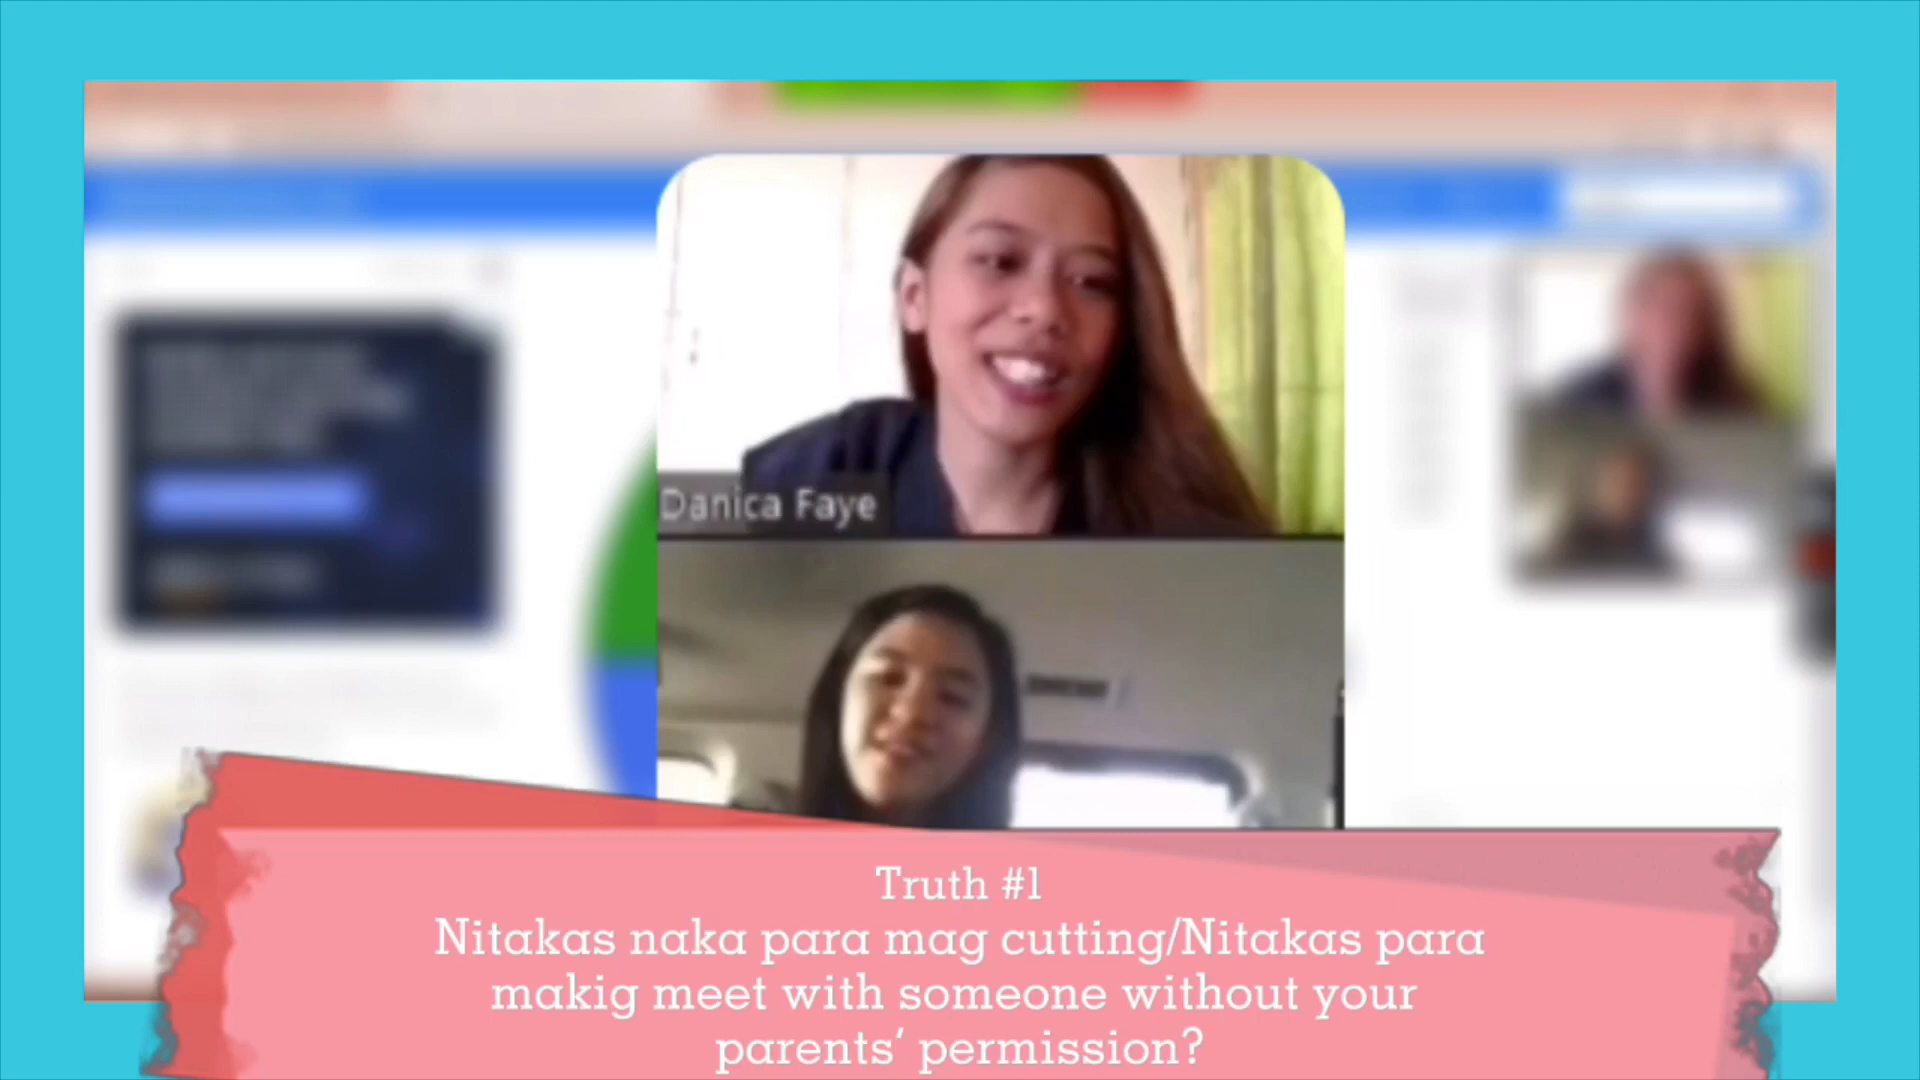 Danica Faye
Truth #1
Nitakas naka para mag cutting/Nitakas para
makig meet with someone without your
parents’ permission?